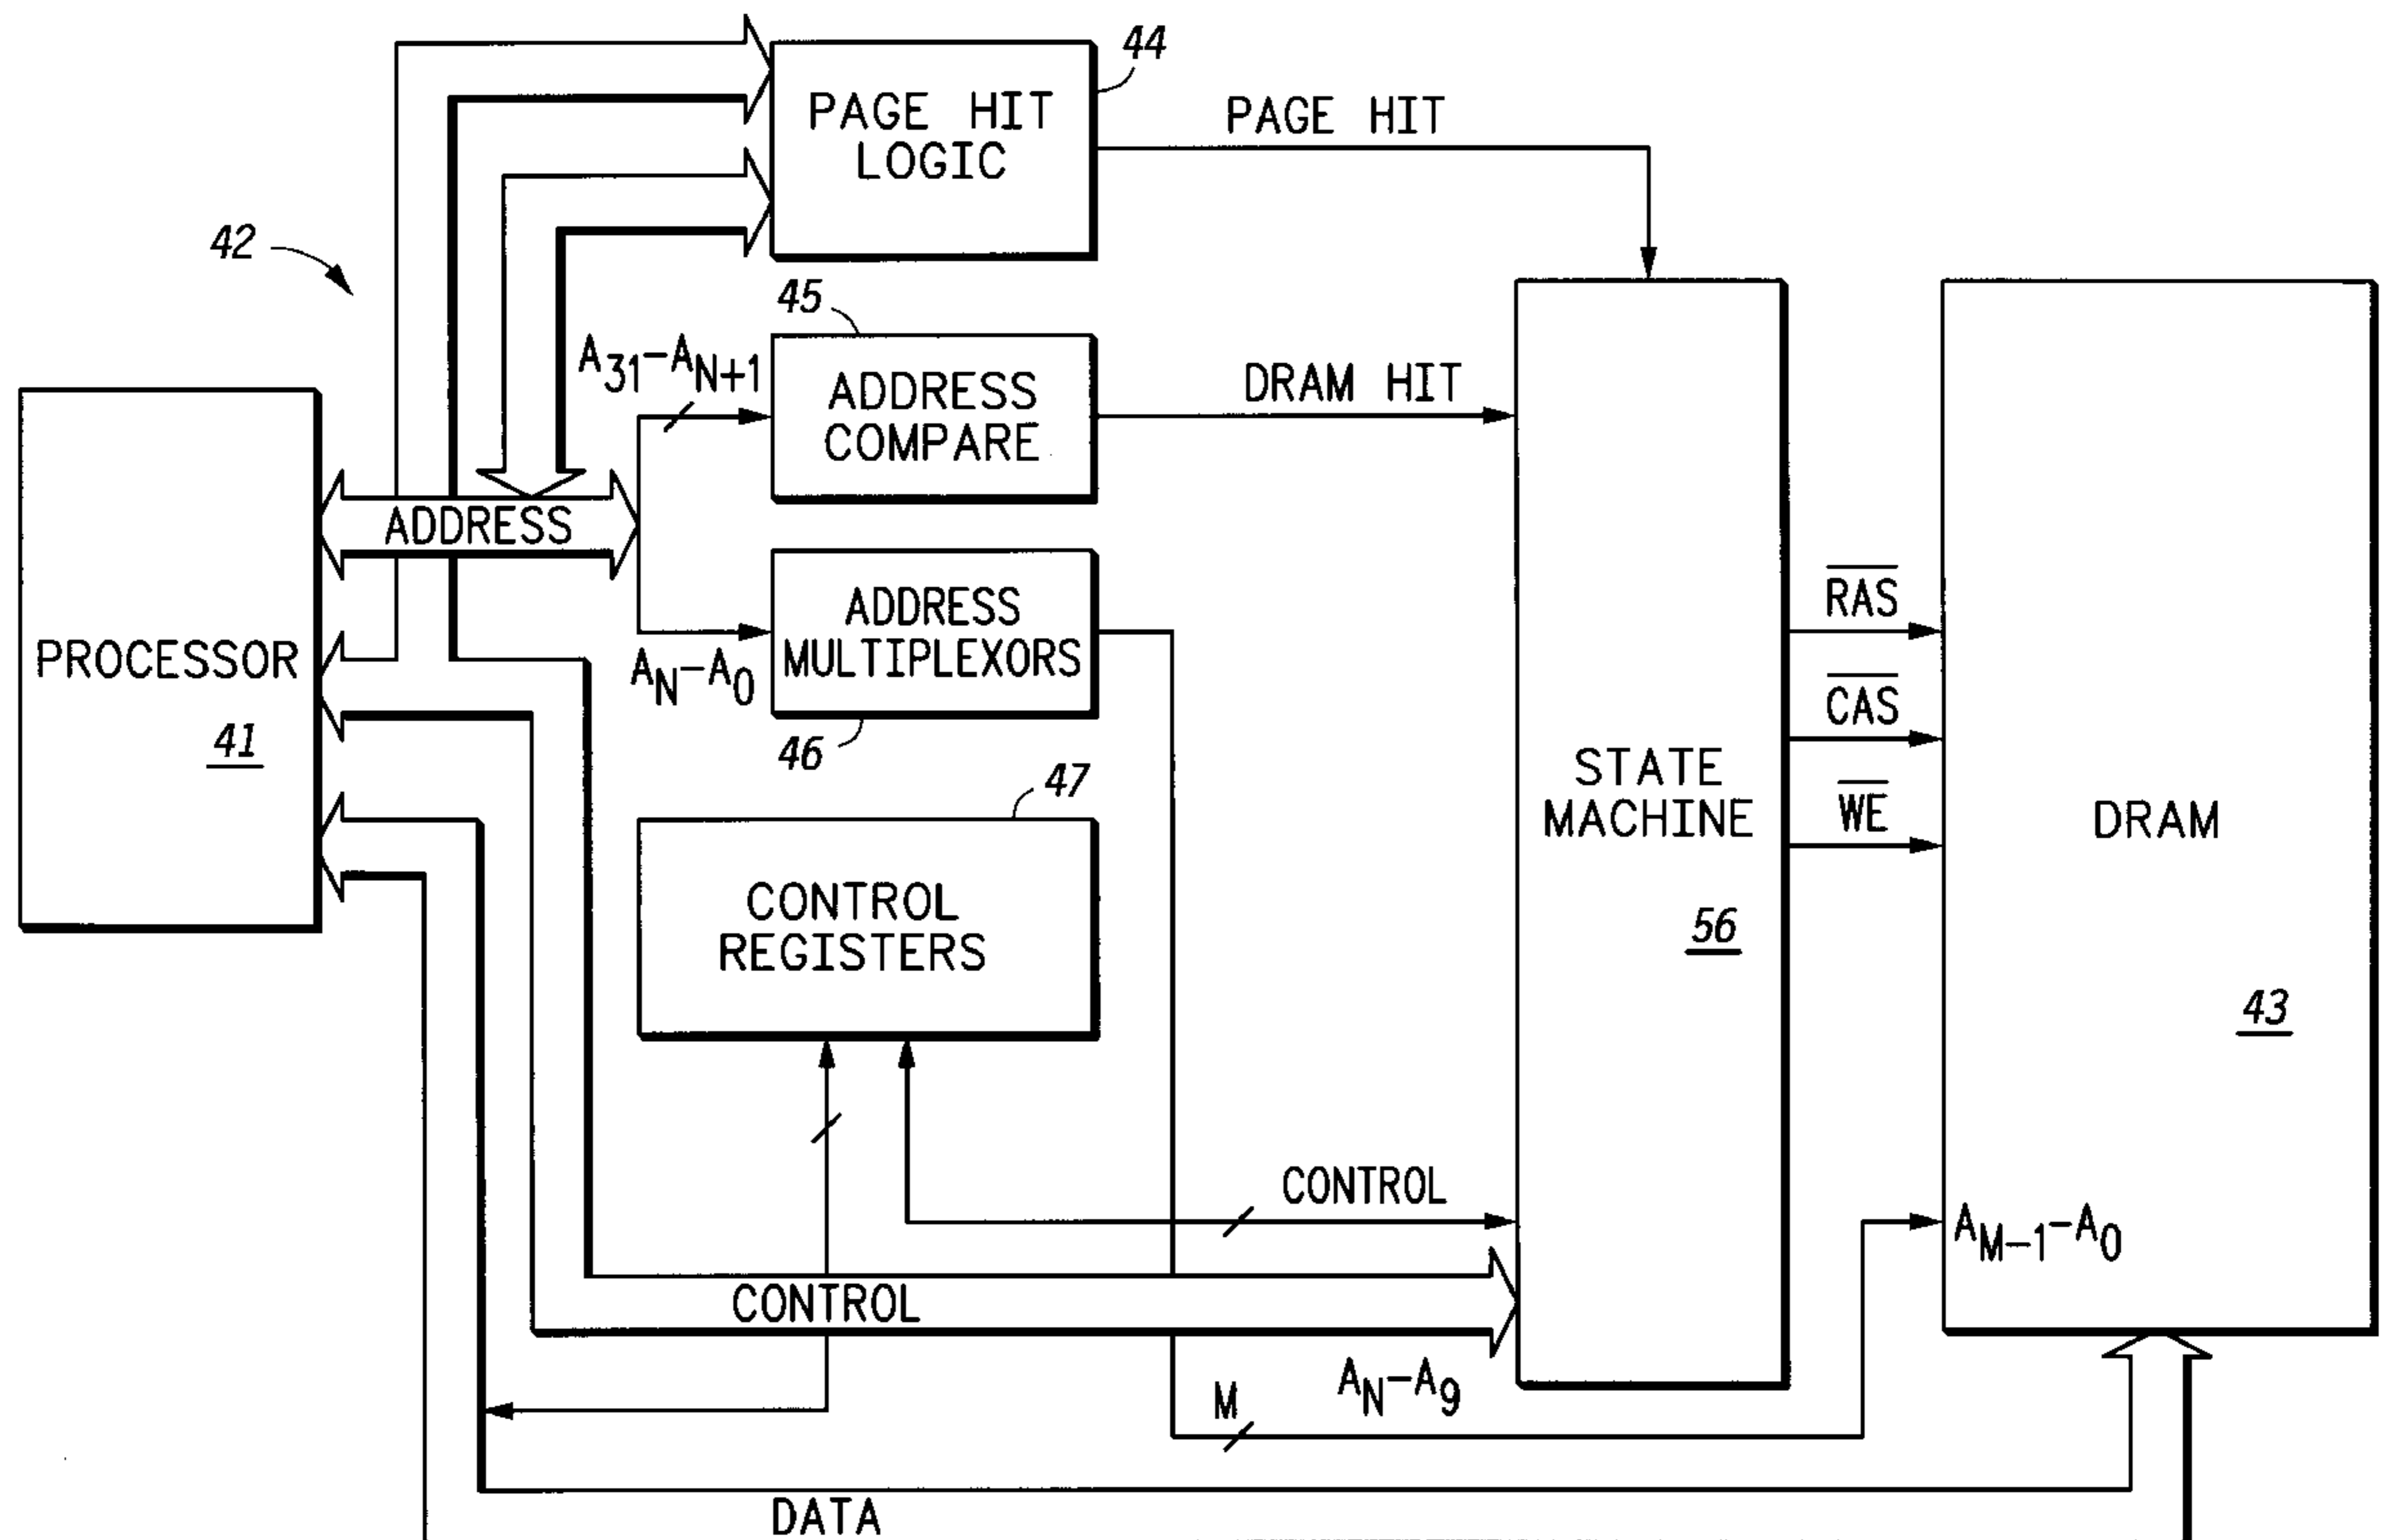 44
PAGE HIT
LOGIC
PAGE HIT
42
45
A31-AN+1
ADDRESS
COMPARE
DRAM HIT
ADDRESS
PROCESSOR
41
ADDRESS
MULTIPLEXORS
AN-A0
46
47
CONTROL
REGISTERS
STATE
MACHINE
56
RAS
CAS
WE
DRAM
43
CONTROL
AM-1-A0
CONTROL
AN-A9
M
DATA